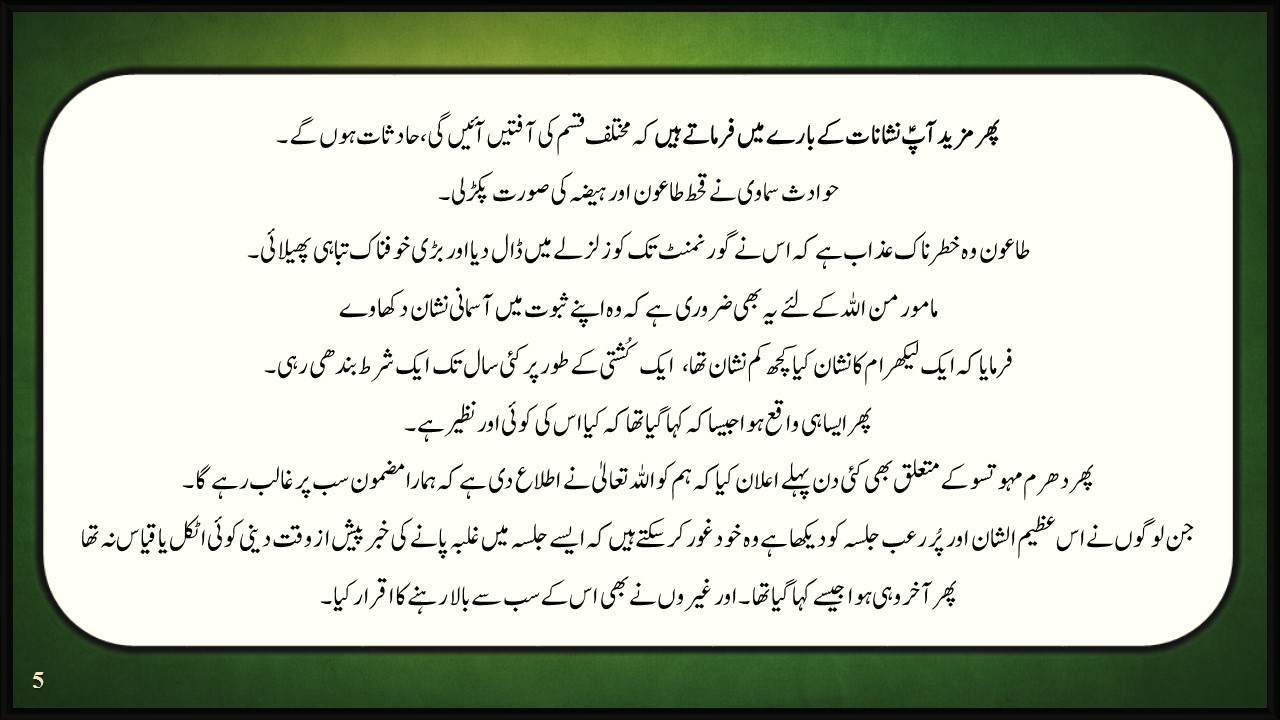 پھر مزید آپؑ نشانات کے بارے میں فرماتے ہیں کہ مختلف قسم کی آفتیں آئیں گی، حادثات ہوں گے۔
حوادث سماوی نے قحط طاعون اور ہیضہ کی صورت پکڑلی۔
طاعون وہ خطرناک عذاب ہے کہ اس نے گورنمنٹ تک کو زلزلے میں ڈال دیا اور بڑی خوفناک تباہی پھیلائی۔
مامور من اللہ کے لئے یہ بھی ضروری ہے کہ وہ اپنے ثبوت میں آسمانی نشان دکھاوے
فرمایا کہ ایک لیکھرام کا نشان کیا کچھ کم نشان تھا، ایک کُشتی کے طور پر کئی سال تک ایک شرط بندھی رہی۔
پھر ایسا ہی واقع ہوا جیسا کہ کہا گیا تھا کہ کیا اس کی کوئی اور نظیر ہے۔
پھر دھرم مہوتسو کے متعلق بھی کئی دن پہلے اعلان کیا کہ ہم کو اللہ تعالیٰ نے اطلاع دی ہے کہ ہمارا مضمون سب پر غالب رہے گا۔
جن لوگوں نے اس عظیم الشان اور پُر رعب جلسہ کو دیکھا ہے وہ خود غور کر سکتے ہیں کہ ایسے جلسہ میں غلبہ پانے کی خبر پیش از وقت دینی کوئی اٹکل یا قیاس نہ تھا
پھر آخر وہی ہوا جیسے کہا گیا تھا۔ اور غیروں نے بھی اس کے سب سے بالا رہنے کا اقرار کیا۔
5